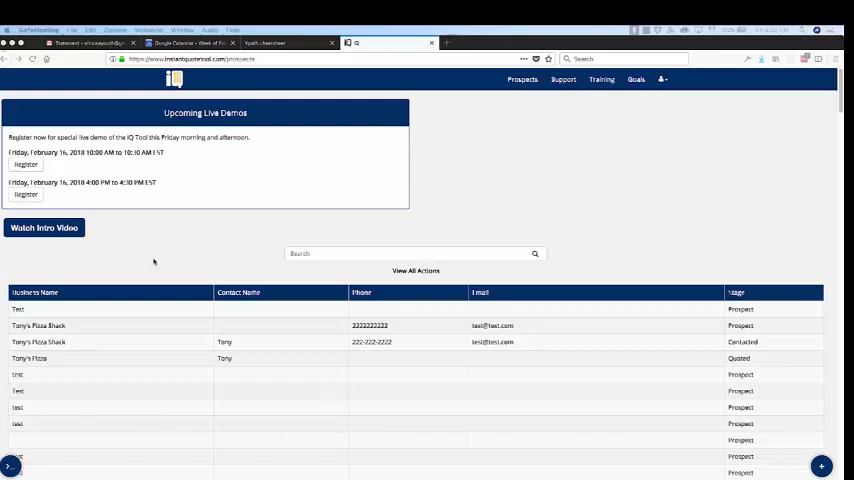 GoToMeeting File Edit Options Webcams Window Audio Help
Google Calendar - Week of
Xpath cheatsheet
iQ
https://www.instantquotetool.com/prospects
Search
iQ
Prospects Support Training Goals
Upcoming Live Demos
Register now for special live demo of the IQ Tool this Friday morning and afternoon.
Friday, February 16, 2018 10:00 AM to 10:30 AM EST
Register
Friday, February 16, 2018 4:00 PM to 4:30 PM EST
Register
Watch Intro Video
Search
View All Actions
Business Name Contact Name Phone Email Stage
Test Prospect
Tony's Pizza Shack 2222222222 test@test.com Prospect
Tony's Pizza Shack Tony 222-222-2222 test@test.com Contacted
Tony's Pizza Tony Quoted
test Prospect
Test Prospect
test Prospect
test Prospect
Prospect
Prospect
Prospect